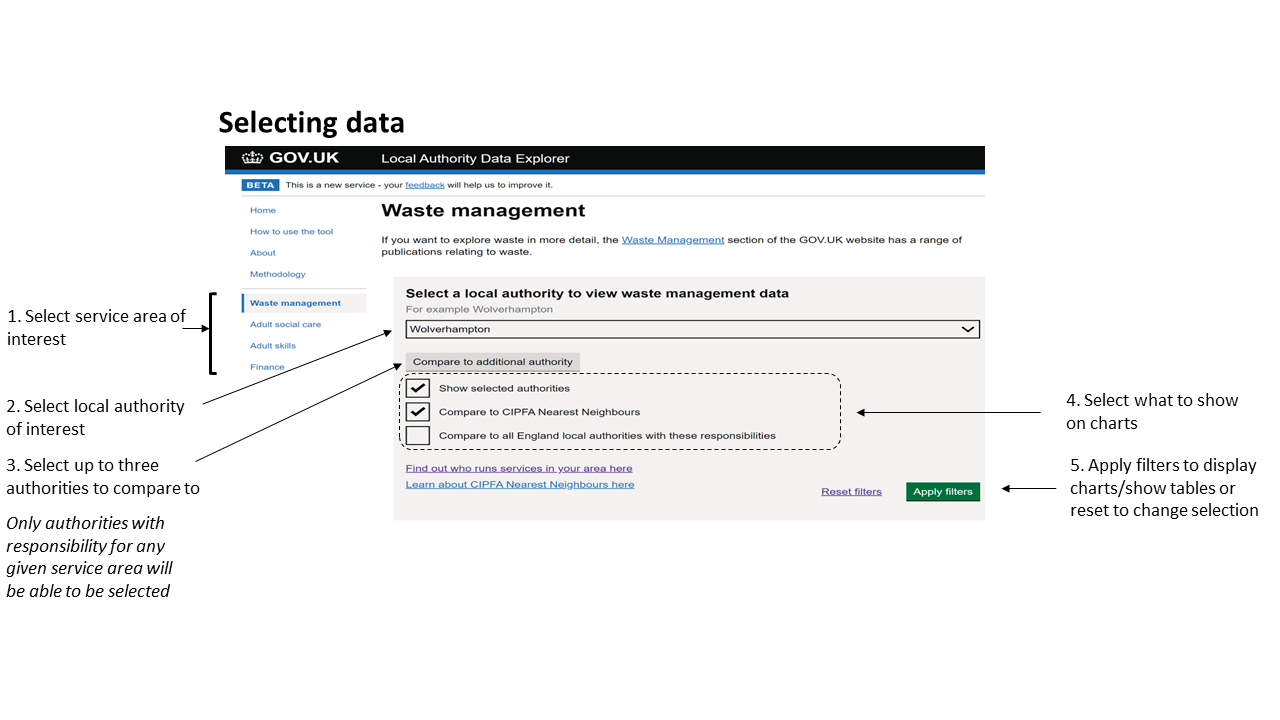 Selecting data
GOV.UK
Local Authority Data Explorer
BETA
This is a new service - your feedback will help us to improve it.
Home
How to use the tool
About
Methodology
Waste management
Adult social care
Adult skills
Finance
Waste management
If you want to explore waste in more detail, the Waste Management section of the GOV.UK website has a range of
publications relating to waste.
Select a local authority to view waste management data
For example Wolverhampton
Wolverhampton
Compare to additional authority
Show selected authorities
Compare to CIPFA Nearest Neighbours
Compare to all England local authorities with these responsibilities
Find out who runs services in your area here
Learn about CIPFA Nearest Neighbours here
Reset filters
Apply filters
1. Select service area of
interest
2. Select local authority
of interest
3. Select up to three
authorities to compare to
Only authorities with
responsibility for any
given service area will
be able to be selected
4. Select what to show
on charts
5. Apply filters to display
charts/show tables or
reset to change selection